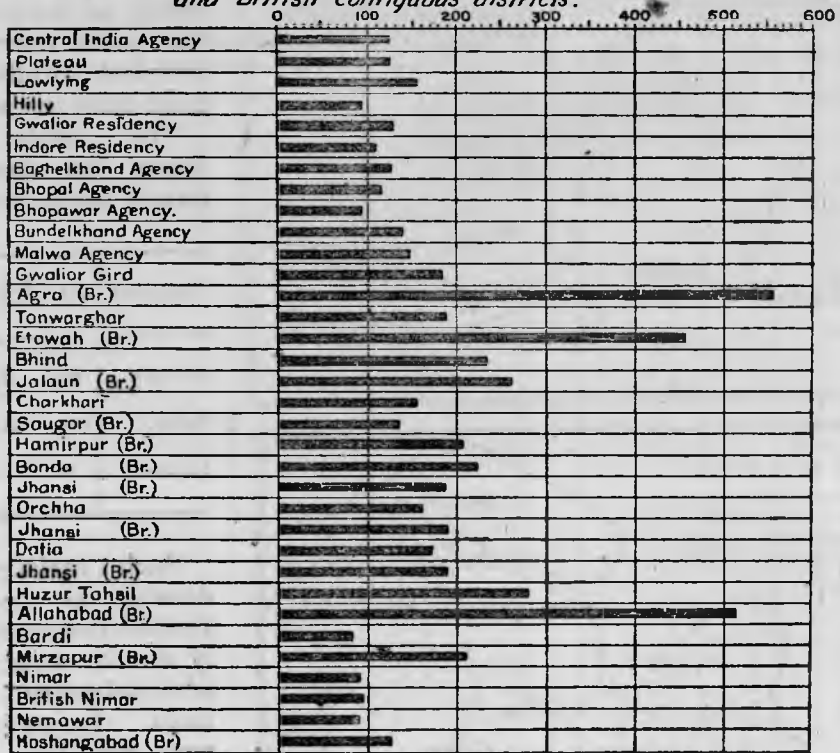 and British contiguous districts.
0 100 200 300 400 500 600
Central India Agency
Plateau
Lowlying
Hilly
Gwalior Residency
Indore Residency
Baghelkhand Agency
Bhopal Agency
Bhopawar Agency.
Bundelkhand Agency
Malwa Agency
Gwalior Gird
Agra (Br.)
Tonwarghar
Etawah (Br.)
Bhind
Jalaun (Br.)
Charkhari
Saugor (Br.)
Hamirpur (Br.)
Banda (Br.)
Jhansi (Br.)
Orchha
Jhansi (Br.)
Datia
Jhansi (Br.)
Huzur Tahsil
Allahabad (Br.)
Bardi
Mirzapur (Br.)
Nimar
British Nimar
Nemawar
Hoshangabad (Br)